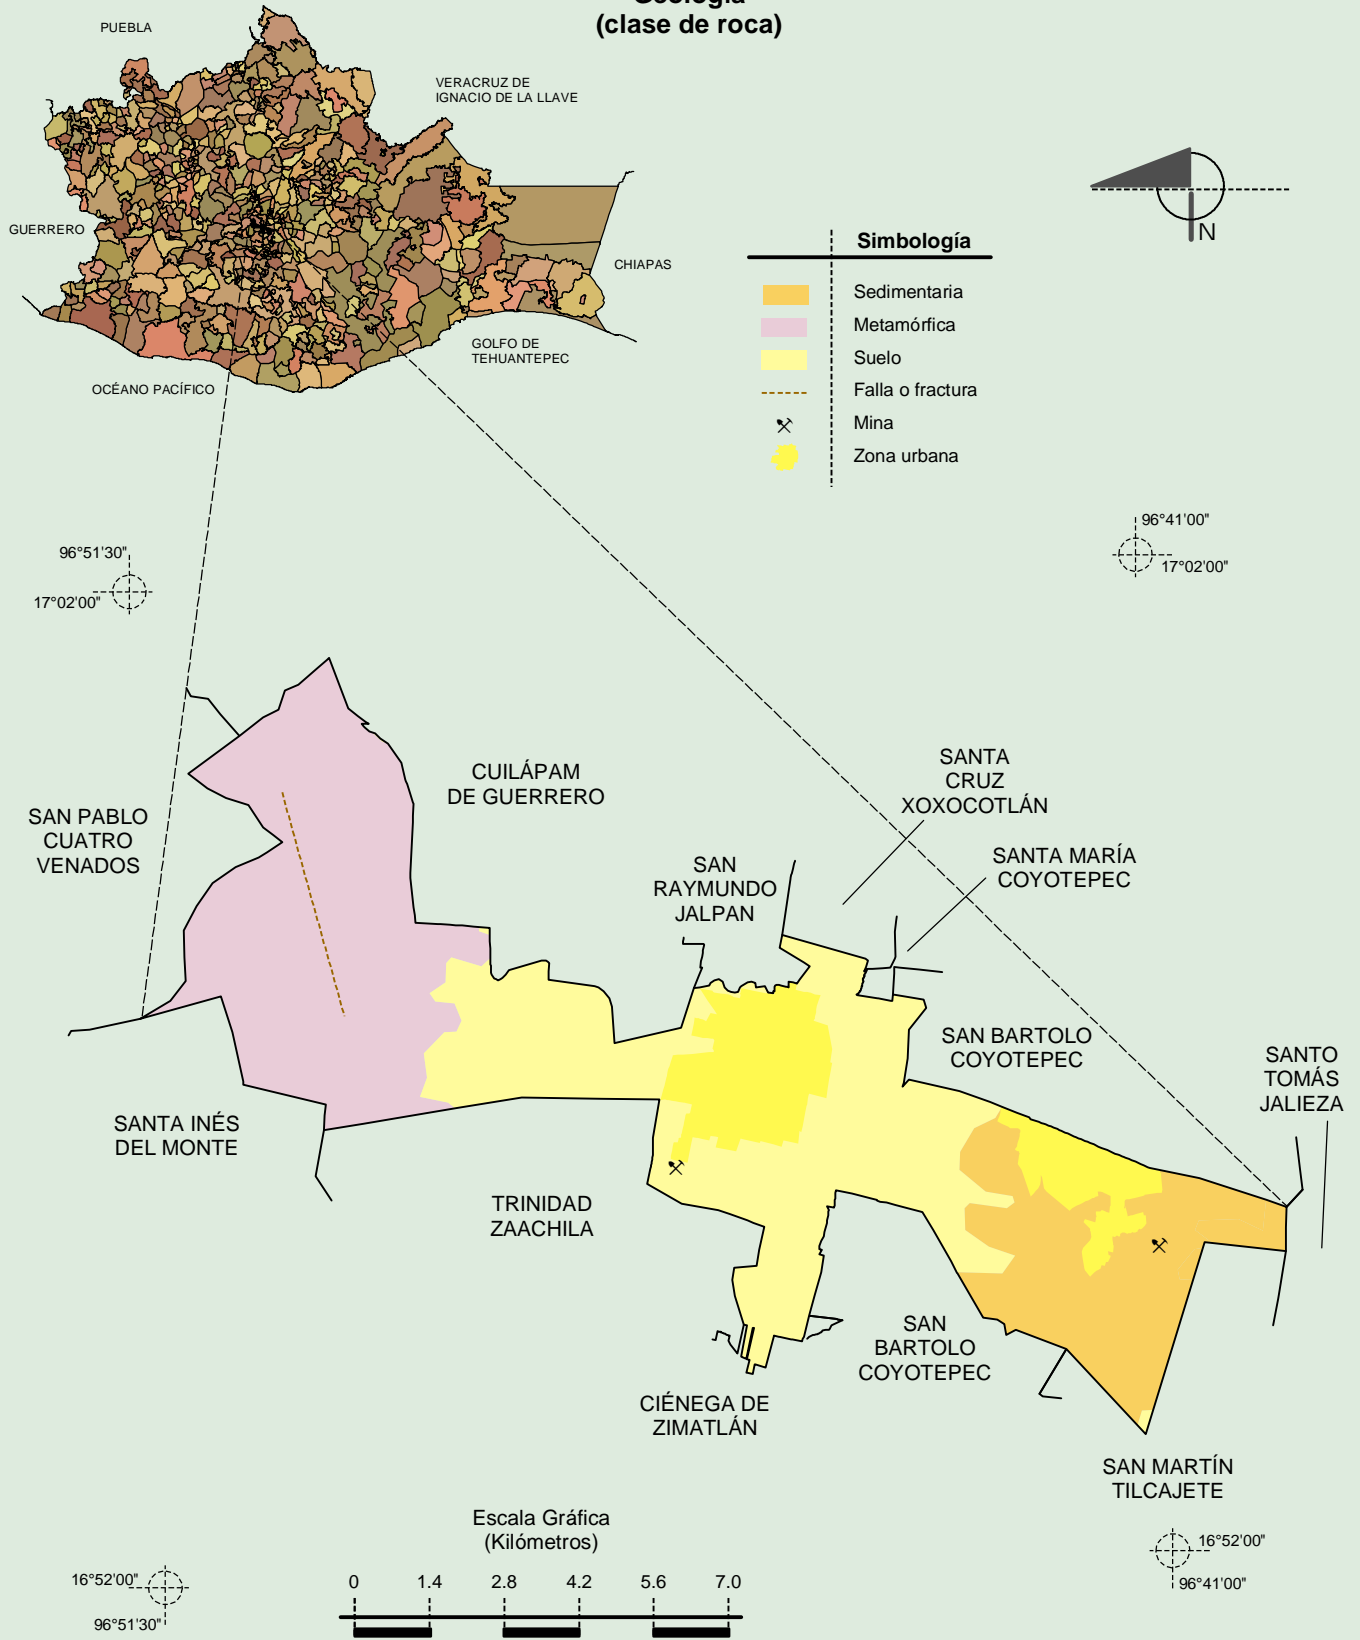 (clase de roca)
PUEBLA
VERACRUZ DE
IGNACIO DE LA LLAVE
GUERRERO
CHIAPAS
GOLFO DE
TEHUANTEPEC
OCÉANO PACÍFICO
N
Simbología
Sedimentaria
Metamórfica
Suelo
Falla o fractura
Mina
Zona urbana
96°51'30"
17°02'00"
96°41'00"
17°02'00"
SAN PABLO
CUATRO
VENADOS
CUILÁPAM
DE GUERRERO
SANTA
CRUZ
XOXOCOTLÁN
SAN
RAYMUNDO
JALPAN
SANTA MARÍA
COYOTEPEC
SAN BARTOLO
COYOTEPEC
SANTO
TOMÁS
JALIEZA
SANTA INÉS
DEL MONTE
TRINIDAD
ZAACHILA
SAN
BARTOLO
COYOTEPEC
CIÉNEGA DE
ZIMATLÁN
SAN MARTÍN
TILCAJETE
Escala Gráfica
(Kilómetros)
0 1.4 2.8 4.2 5.6 7.0
16°52'00"
96°51'30"
16°52'00"
96°41'00"